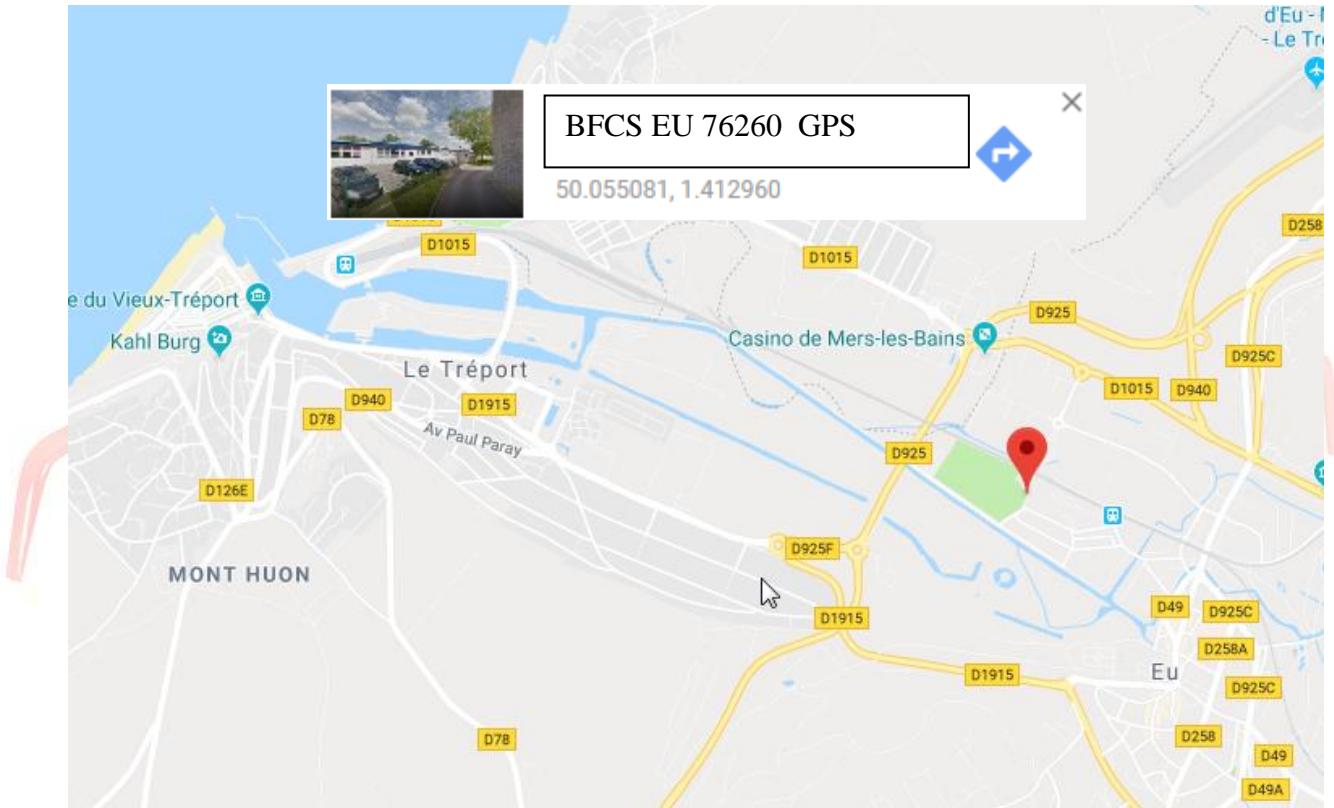 d'Eu -
- Le Tré
BFCS EU 76260 GPS
50.055081, 1.412960
D258
D1015
D1015
e du Vieux-Tréport
D925
Kahl Burg
Casino de Mers-les-Bains
D925C
Le Tréport
D1015
D940
D940
D1915
D78
Av Paul Paray
D925
D126E
D925F
MONT HUON
D49
D925C
D1915
D258A
D1915
Eu
D925C
D78
D258
D49
D49A